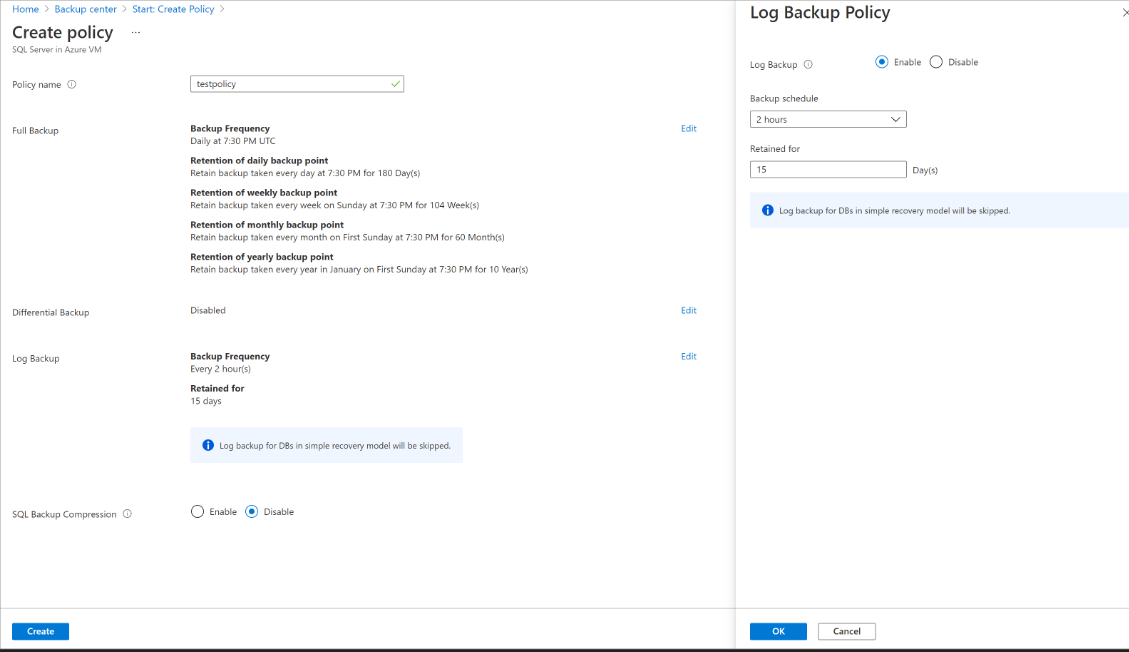 Home > Backup center > Start: Create Policy >
Create policy ...
SQL Server in Azure VM
Policy name
testpolicy
Full Backup
Backup Frequency
Edit
Daily at 7:30 PM UTC
Retention of daily backup point
Retain backup taken every day at 7:30 PM for 180 Day(s)
Retention of weekly backup point
Retain backup taken every week on Sunday at 7:30 PM for 104 Week(s)
Retention of monthly backup point
Retain backup taken every month on First Sunday at 7:30 PM for 60 Month(s)
Retention of yearly backup point
Retain backup taken every year in January on First Sunday at 7:30 PM for 10 Year(s)
Differential Backup
Disabled
Edit
Log Backup
Backup Frequency
Edit
Every 2 hour(s)
Retained for
15 days
Log backup for DBs in simple recovery model will be skipped.
SQL Backup Compression
Enable
Disable
Create
Log Backup Policy
Log Backup
Enable
Disable
Backup schedule
2 hours
Retained for
15
Day(s)
Log backup for DBs in simple recovery model will be skipped.
OK
Cancel